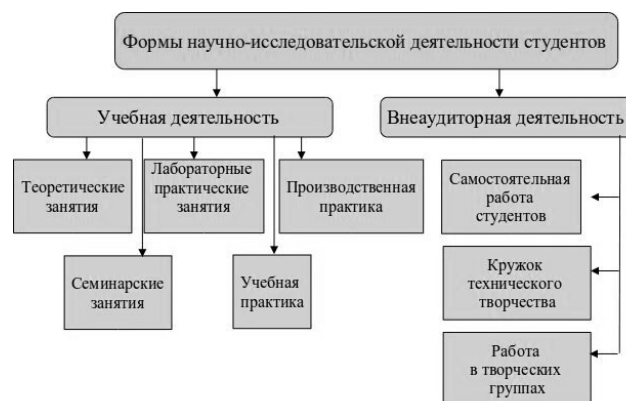 Формы научно-исследовательской деятельности студентов
Учебная деятельность
Внеаудиторная деятельность
Теоретические
занятия
Лабораторные
практические
занятия
Производственная
практика
Семинарские
занятия
Учебная
практика
Самостоятельная
работа
студентов
Кружок
технического
творчества
Работа
в творческих
группах